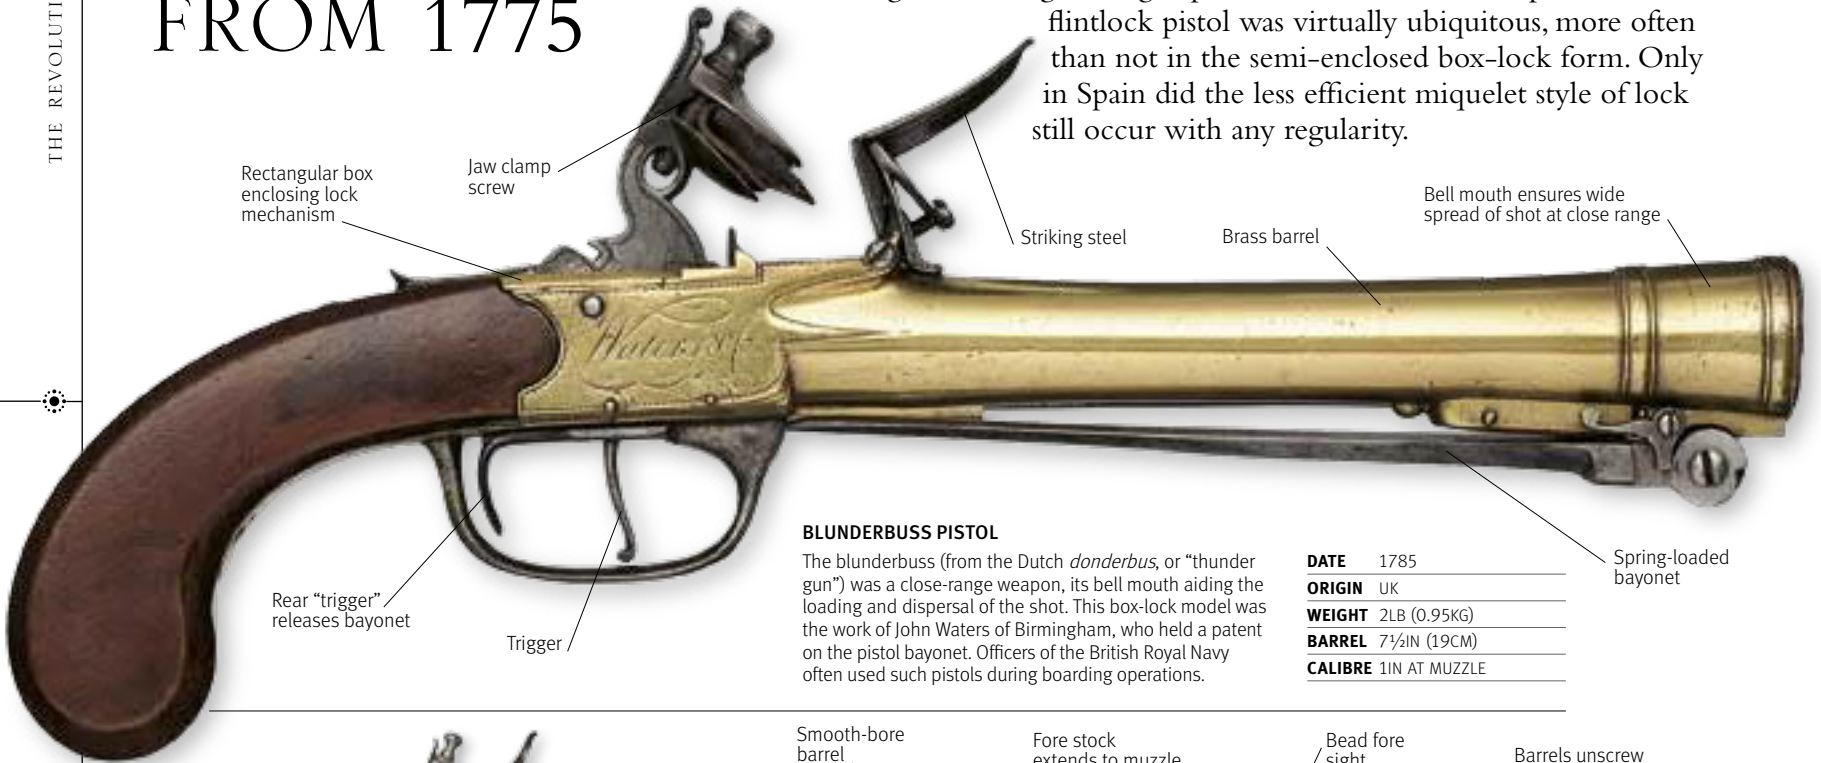 FROM 1775
THE REVOLUTI
flintlock pistol was virtually ubiquitous, more often
than not in the semi-enclosed box-lock form. Only
in Spain did the less efficient miquelet style of lock
still occur with any regularity.
Rectangular box
enclosing lock
mechanism
Jaw clamp
screw
Striking steel
Brass barrel
Bell mouth ensures wide
spread of shot at close range
Rear “trigger”
releases bayonet
Trigger
BLUNDERBUSS PISTOL
The blunderbuss (from the Dutch donderbus, or “thunder
gun”) was a close-range weapon, its bell mouth aiding the
loading and dispersal of the shot. This box-lock model was
the work of John Waters of Birmingham, who held a patent
on the pistol bayonet. Officers of the British Royal Navy
often used such pistols during boarding operations.
DATE 1785
ORIGIN UK
WEIGHT 2LB (0.95KG)
BARREL 7½IN (19CM)
CALIBRE 1IN AT MUZZLE
Spring-loaded
bayonet
Smooth-bore
barrel
Fore stock
extends to muzzle
Bead fore
sight
Barrels unscrew